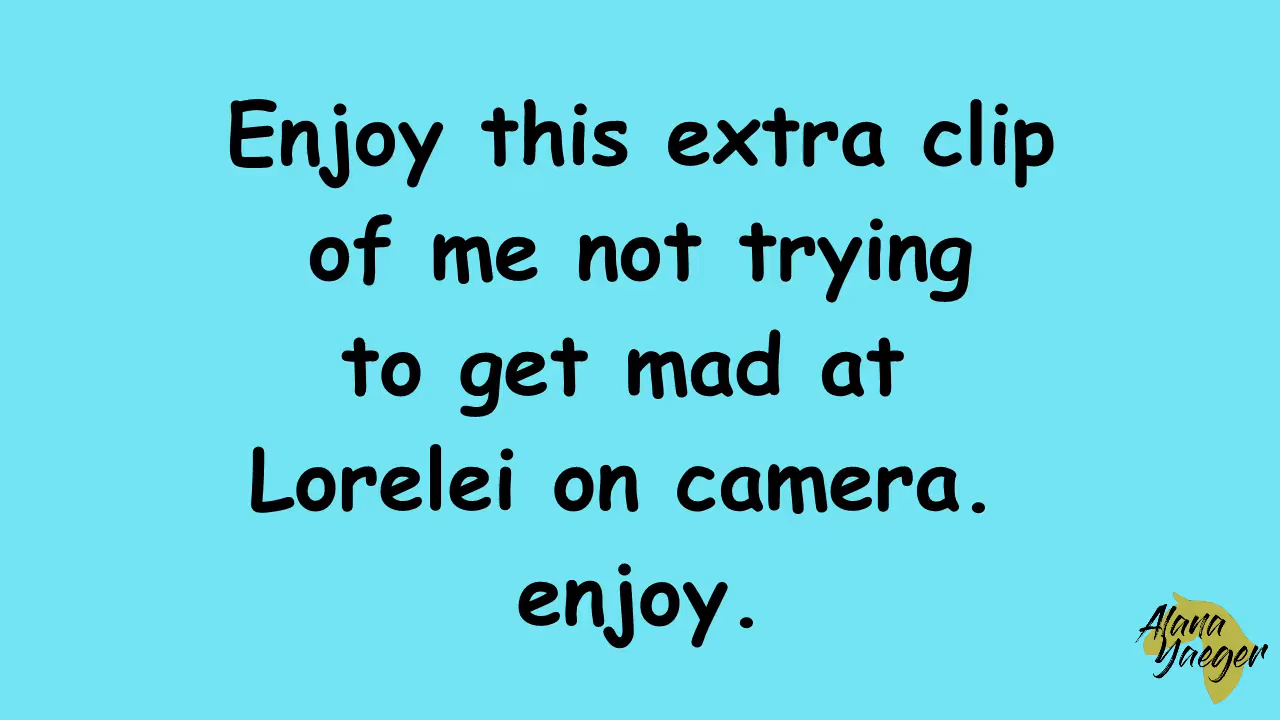 Enjoy this extra clip
of me not trying
to get mad at
Lorelei on camera.
enjoy.
Alana
Yaeger